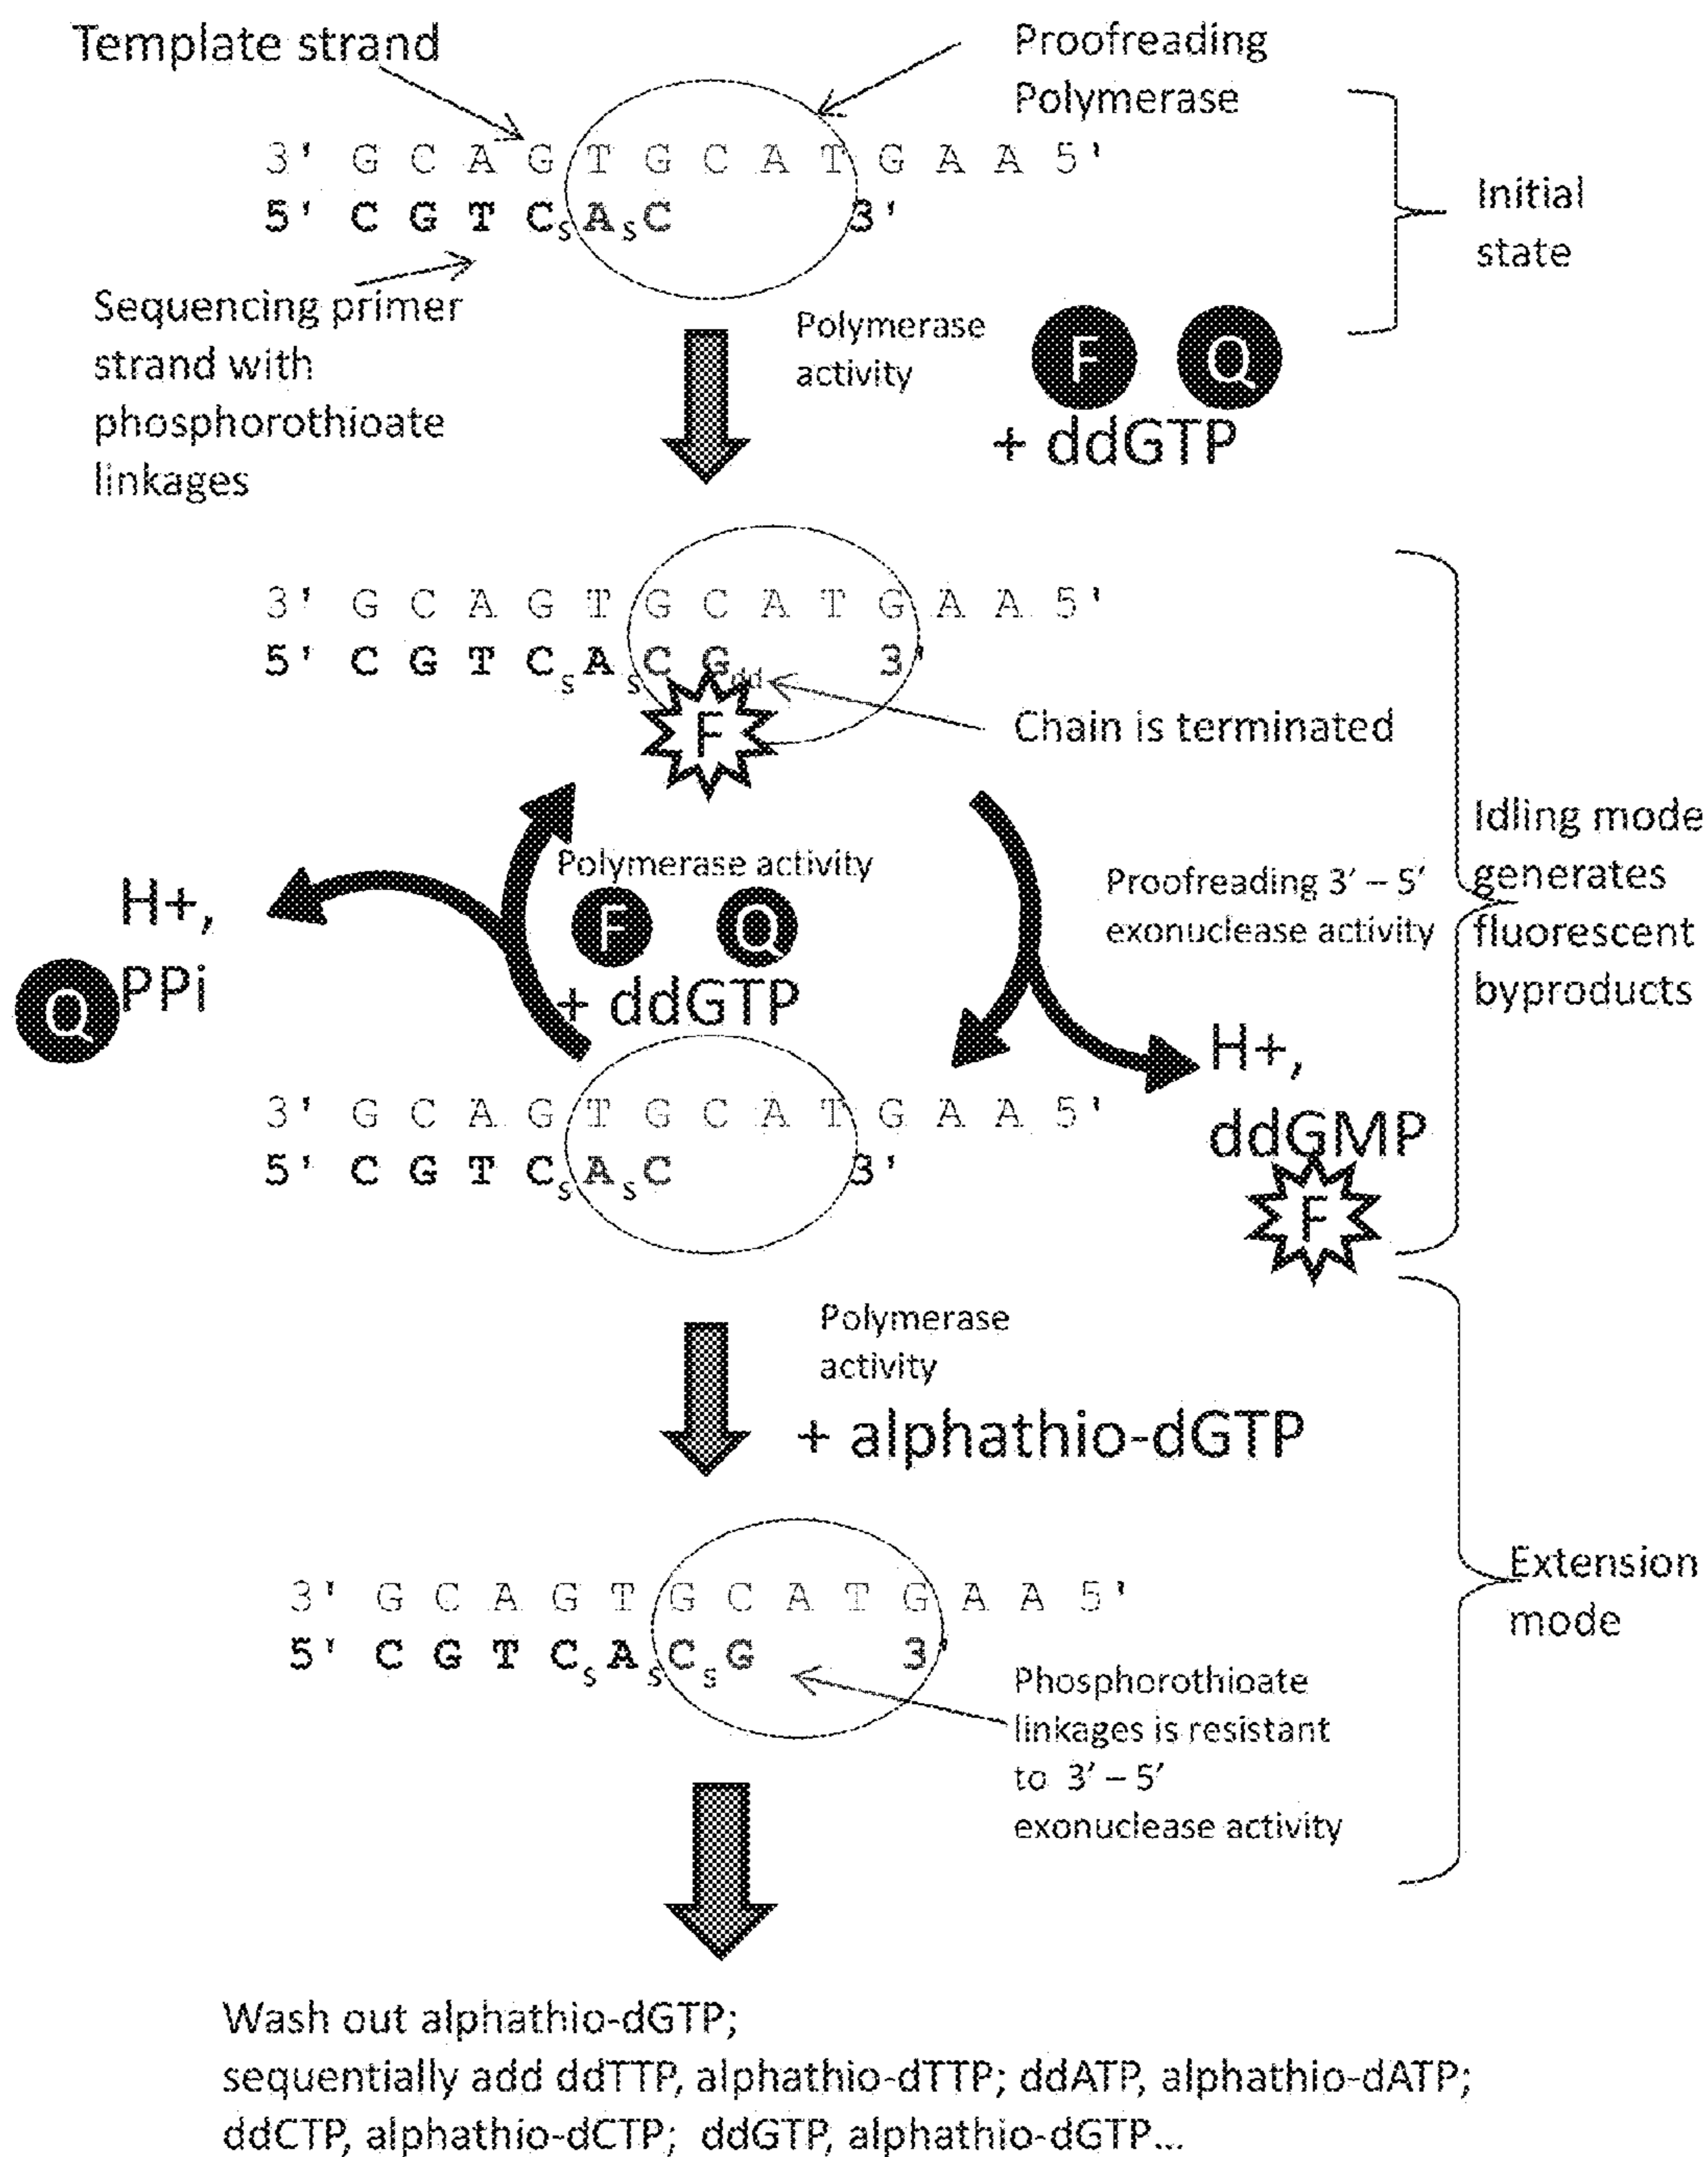 Template strand
Proofreading
Polymerase
3' G C A G T G C A T G A A 5'
5' C G T CsAsC 3'
Initial
state
Sequencing primer
strand with
phosphorothioate
linkages
Polymerase
activity
F Q
+ ddGTP
3' G C A G T G C A T G A A 5'
5' C G T CsAsC Gdd 3'
F
Chain is terminated
Idling mode
generates
fluorescent
byproducts
Polymerase activity
F Q
+ ddGTP
H+,
Q PPi
Proofreading 3' – 5'
exonuclease activity
H+,
ddGMP
F
3' G C A G T G C A T G A A 5'
5' C G T CsAsC 3'
Polymerase
activity
+ alphathio-dGTP
3' G C A G T G C A T G A A 5'
5' C G T CsAsCsG 3'
Extension
mode
Phosphorothioate
linkages is resistant
to 3' – 5'
exonuclease activity
Wash out alphathio-dGTP;
sequentially add ddTTP, alphathio-dTTP; ddATP, alphathio-dATP;
ddCTP, alphathio-dCTP; ddGTP, alphathio-dGTP...